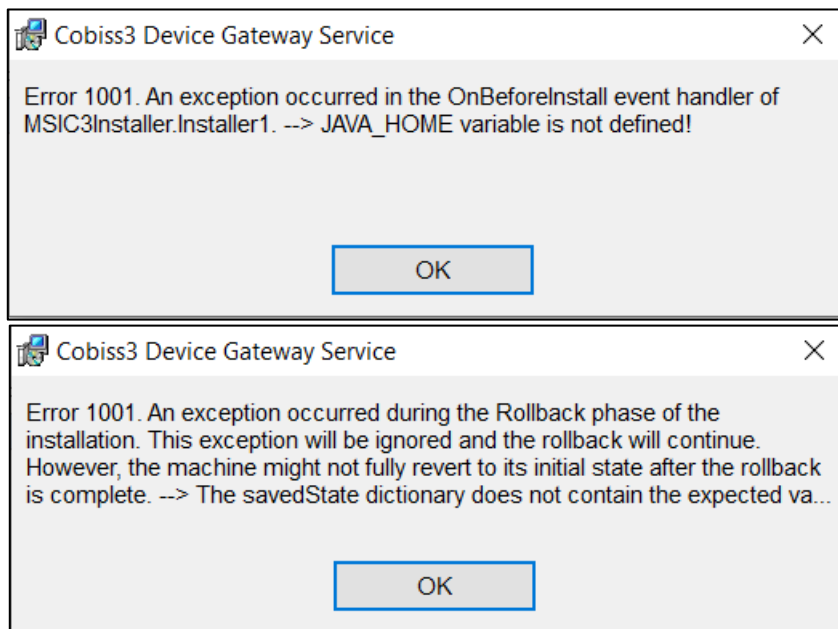 Cobiss3 Device Gateway Service
Error 1001. An exception occurred in the OnBeforeInstall event handler of
MSIC3Installer.Installer1. --> JAVA_HOME variable is not defined!
OK
Cobiss3 Device Gateway Service
Error 1001. An exception occurred during the Rollback phase of the
installation. This exception will be ignored and the rollback will continue.
However, the machine might not fully revert to its initial state after the rollback
is complete. --> The savedState dictionary does not contain the expected va...
OK